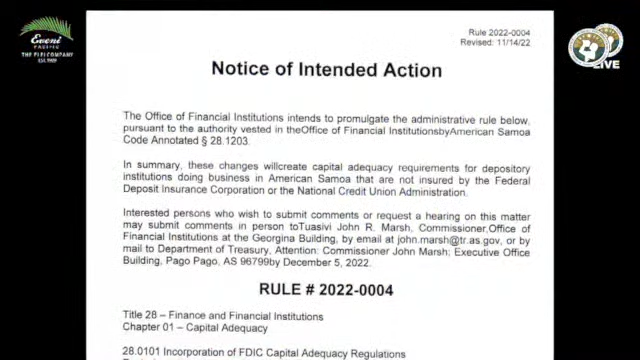 Eveni
PACIFIC
THE FLEI COMPANY
EST. 1989
Rule 2022-0004
Revised: 11/14/22
LIVE
Notice of Intended Action
The Office of Financial Institutions intends to promulgate the administrative rule below,
pursuant to the authority vested in theOffice of Financial InstitutionsbyAmerican Samoa
Code Annotated § 28.1203.
In summary, these changes willcreate capital adequacy requirements for depository
institutions doing business in American Samoa that are not insured by the Federal
Deposit Insurance Corporation or the National Credit Union Administration.
Interested persons who wish to submit comments or request a hearing on this matter
may submit comments in person toTuasivi John R. Marsh, Commissioner,Office of
Financial Institutions at the Georgina Building, by email at john.marsh@tr.as.gov, or by
mail to Department of Treasury, Attention: Commissioner John Marsh; Executive Office
Building, Pago Pago, AS 96799by December 5, 2022.
RULE # 2022-0004
Title 28 – Finance and Financial Institutions
Chapter 01 – Capital Adequacy
28.0101 Incorporation of FDIC Capital Adequacy Regulations